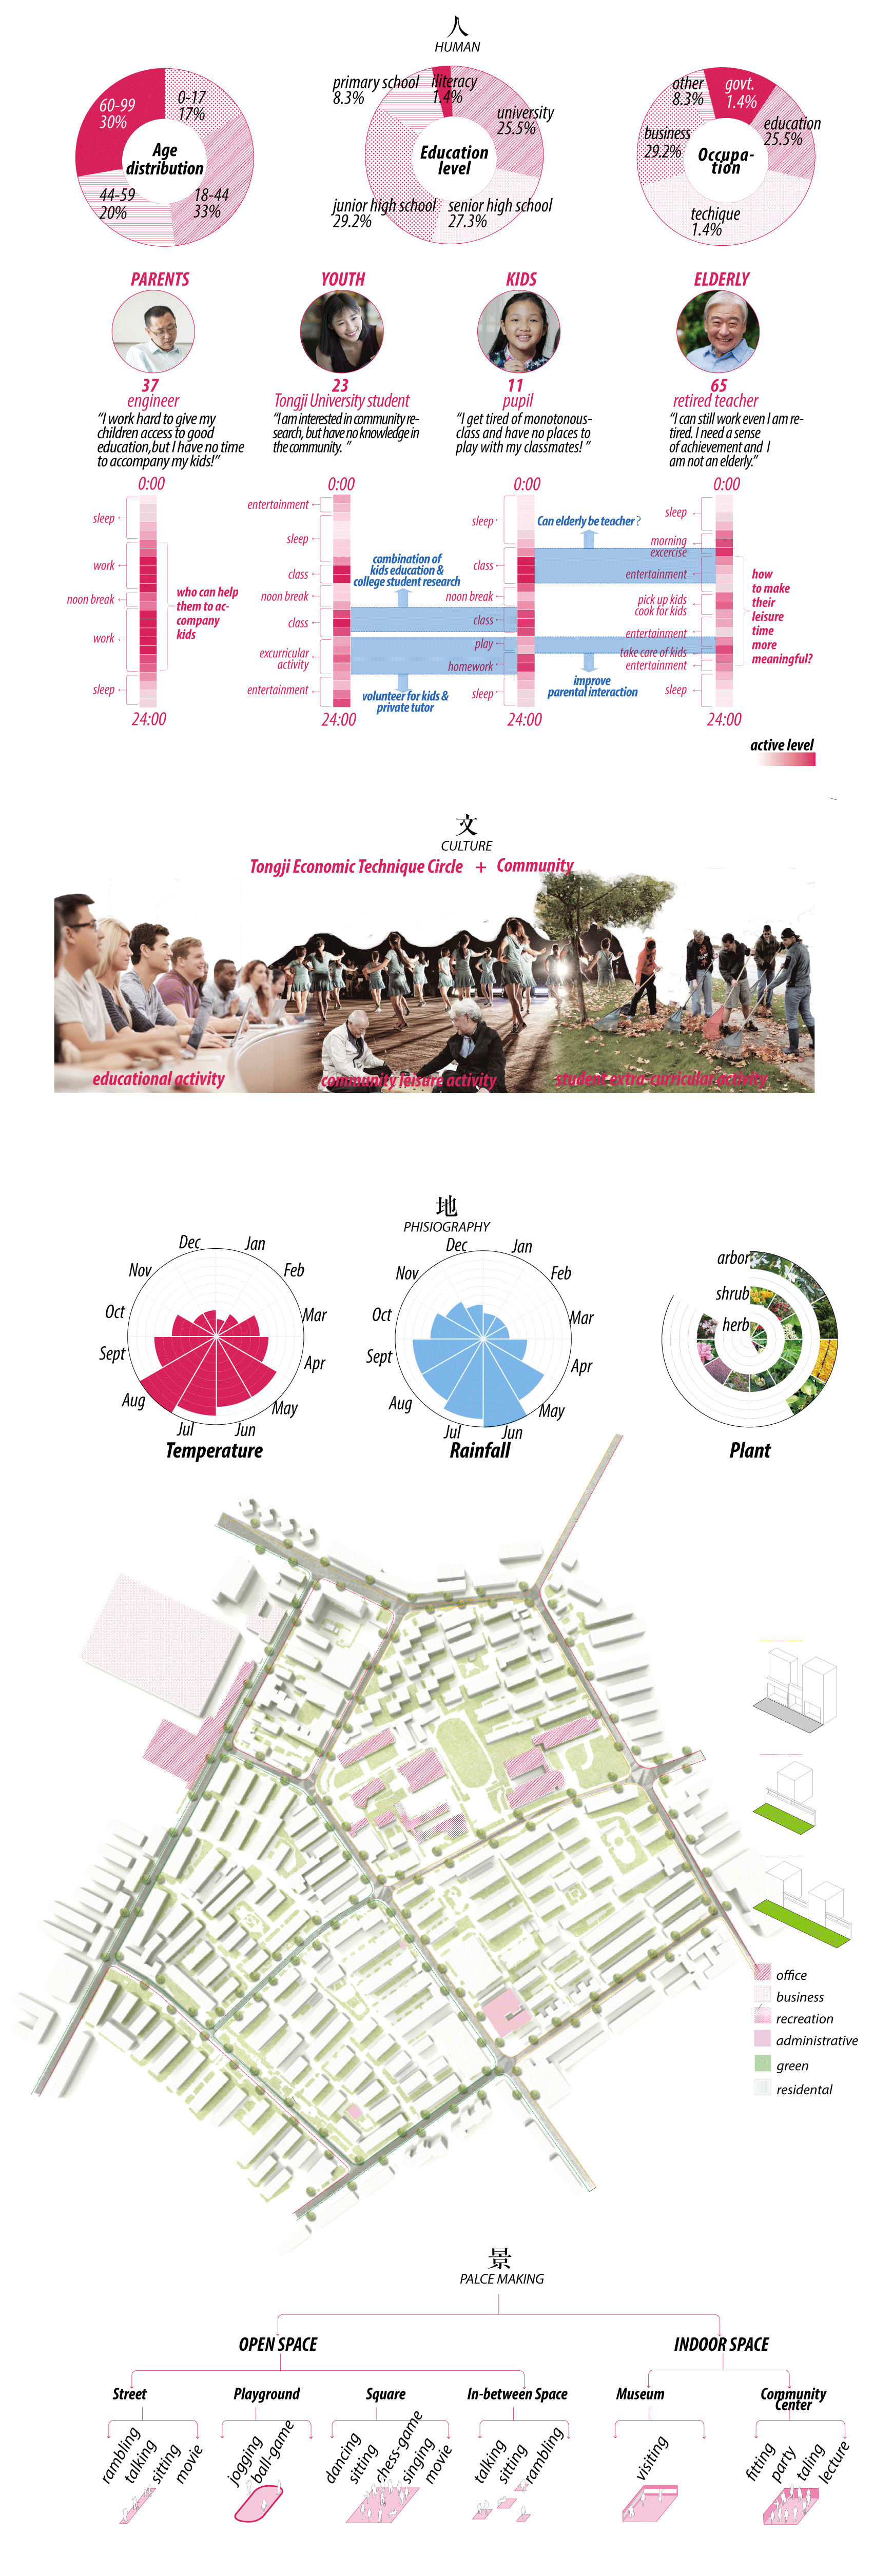 人
HUMAN
60-99
30%
0-17
17%
Age
distribution
44-59
20%
18-44
33%
primary school
8.3%
iliteracy
1.4%
university
25.5%
Education
level
junior high school
29.2%
senior high school
27.3%
other
8.3%
govt.
1.4%
education
25.5%
business
29.2%
Occupa-
tion
techique
1.4%
PARENTS
YOUTH
KIDS
ELDERLY
37
engineer
"I work hard to give my
children access to good
education,but I have no time
to accompany my kids!"
23
Tongji University student
"I am interested in community re-
search, but have no knowledge in
the community. "
11
pupil
"I get tired of monotonous-
class and have no places to
play with my classmates! "
65
retired teacher
"I can still work even I am re-
tired. I need a sense
of achievement and I
am not an elderly."
0:00
sleep
work
noon break
work
sleep
24:00
who can help
them to ac-
company
kids
0:00
entertainment
sleep
class
noon break
class
excurricular
activity
entertainment
24:00
combination of
kids education &
college student research
volunteer for kids &
private tutor
0:00
sleep
class
noon break
class
play
homework
sleep
24:00
Can elderly be teacher ?
improve
parental interaction
0:00
sleep
morning
excercise
entertainment
pick up kids
cook for kids
entertainment
take care of kids
entertainment
sleep
24:00
how
to make
their
leisure
time
more
meaningful?
active level
文
CULTURE
Tongji Economic Technique Circle + Community
educational activity
community leisure activity
student extra-curricular activity
地
PHISIOGRAPHY
Dec
Jan
Nov
Feb
Oct
Mar
Sept
Apr
Aug
May
Jul
Jun
Temperature
Dec
Jan
Nov
Feb
Oct
Mar
Sept
Apr
Aug
May
Jul
Jun
Rainfall
arbor
shrub
herb
Plant
office
business
recreation
administrative
green
residental
景
PALCE MAKING
OPEN SPACE
INDOOR SPACE
Street
Playground
Square
In-between Space
Museum
Community
Center
rambling
talking
sitting
movie
jogging
ball-game
dancing
sitting
chess-game
singing
movie
talking
sitting
rambling
visiting
fitting
party
taling
lecture